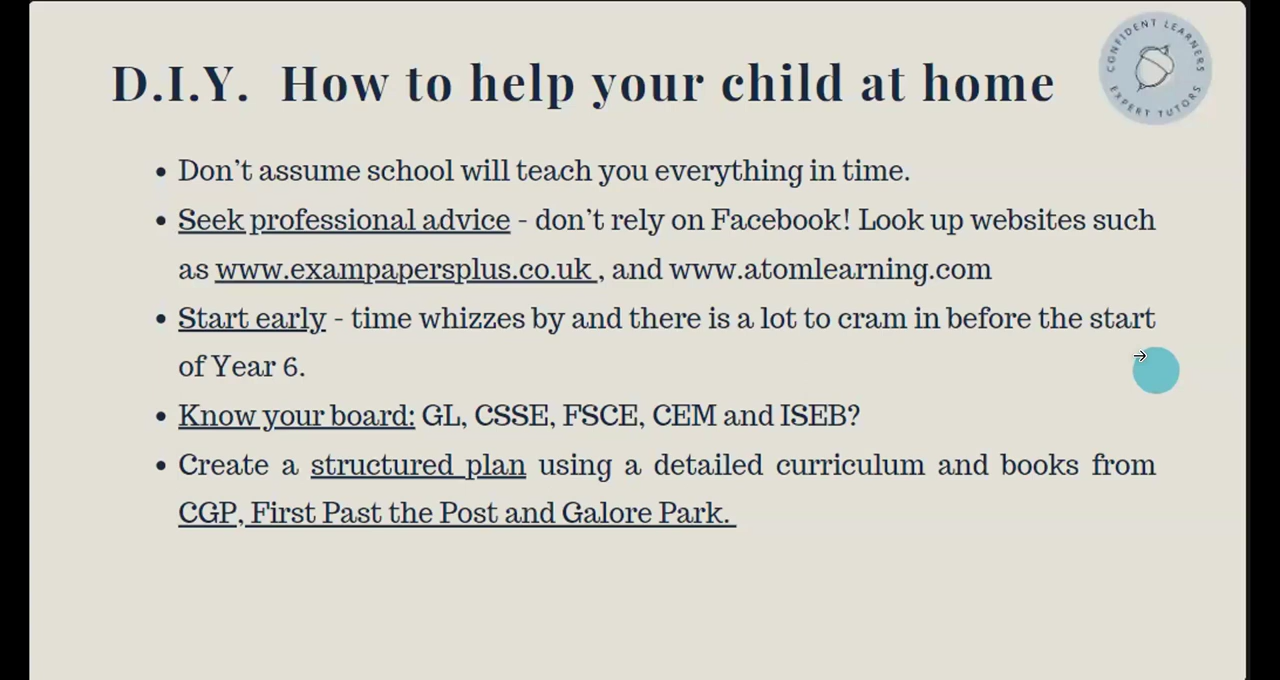 CONFIDENT LEARNERS
EXPERT TUTORS
D.I.Y. How to help your child at home
• Don't assume school will teach you everything in time.
• Seek professional advice - don't rely on Facebook! Look up websites such
as www.exampapersplus.co.uk , and www.atomlearning.com
• Start early - time whizzes by and there is a lot to cram in before the start
of Year 6.
• Know your board: GL, CSSE, FSCE, CEM and ISEB?
• Create a structured plan using a detailed curriculum and books from
CGP, First Past the Post and Galore Park.